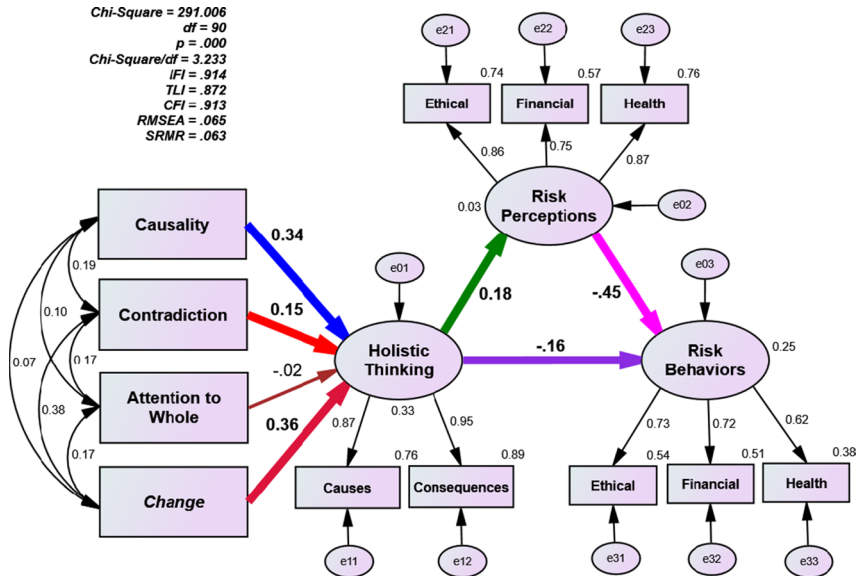 Chi-Square = 291.006
df = 90
p = .000
Chi-Square/df = 3.233
IFI = .914
TLI = .872
CFI = .913
RMSEA = .065
SRMR = .063
e21
e22
e23
0.74
0.57
0.76
Ethical
Financial
Health
0.86
0.75
0.87
0.03
Risk
Perceptions
e02
Causality
0.34
0.19
0.10
0.07
Contradiction
0.15
0.17
0.38
Attention to
Whole
-.02
0.17
Change
0.36
e01
Holistic
Thinking
0.33
0.18
-.45
-.16
e03
Risk
Behaviors
0.25
0.87
0.95
0.76
0.89
Causes
Consequences
e11
e12
0.73
0.72
0.62
0.54
0.51
0.38
Ethical
Financial
Health
e31
e32
e33